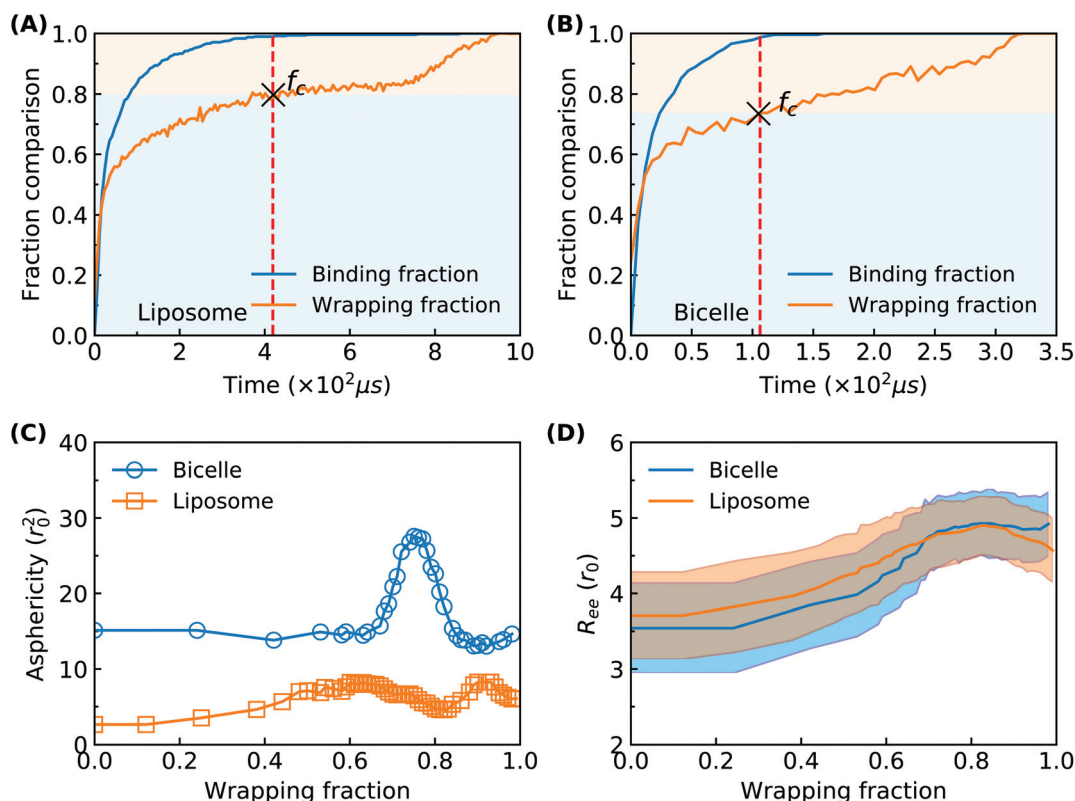 (A)
1.0
0.8
0.6
0.4
0.2
0.0
Fraction comparison
f_c
Binding fraction
Wrapping fraction
Liposome
0 2 4 6 8 10
Time (×10²μs)
(B)
1.0
0.8
0.6
0.4
0.2
0.0
Fraction comparison
f_c
Binding fraction
Wrapping fraction
Bicelle
0.0 0.5 1.0 1.5 2.0 2.5 3.0 3.5
Time (×10²μs)
(C)
40
30
20
10
0
Asphericity (r₀²)
Bicelle
Liposome
0.0 0.2 0.4 0.6 0.8 1.0
Wrapping fraction
(D)
6
5
4
3
2
R_ee (r₀)
Bicelle
Liposome
0.0 0.2 0.4 0.6 0.8 1.0
Wrapping fraction